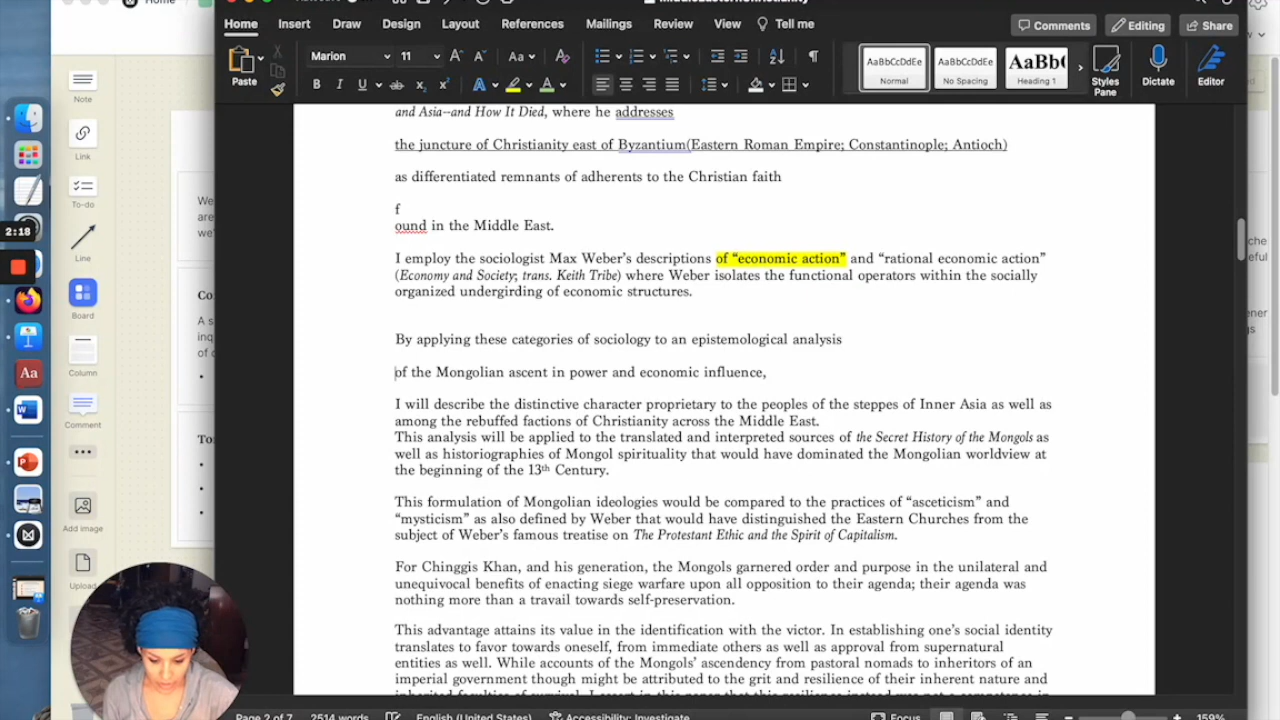 Home
Home Insert Draw Design Layout References Mailings Review View Tell me
Comments Editing Share
Paste
Marion 11
Aa
AaBbCcDdEe AaBbCcDdEe AaBb(
Normal No Spacing Heading 1
Styles Pane
Dictate
Editor
Note
Link
To-do
Line
Board
Column
Comment
Add image
Upload
2:18
We
are
we'
Co
A s
inq
of c
To
and Asia--and How It Died, where he addresses
the juncture of Christianity east of Byzantium(Eastern Roman Empire; Constantinople; Antioch)
as differentiated remnants of adherents to the Christian faith
f
ound in the Middle East.
I employ the sociologist Max Weber’s descriptions of “economic action” and “rational economic action”
(Economy and Society; trans. Keith Tribe) where Weber isolates the functional operators within the socially
organized undergirding of economic structures.
By applying these categories of sociology to an epistemological analysis
of the Mongolian ascent in power and economic influence,
I will describe the distinctive character proprietary to the peoples of the steppes of Inner Asia as well as
among the rebuffed factions of Christianity across the Middle East.
This analysis will be applied to the translated and interpreted sources of the Secret History of the Mongols as
well as historiographies of Mongol spirituality that would have dominated the Mongolian worldview at
the beginning of the 13th Century.
This formulation of Mongolian ideologies would be compared to the practices of “asceticism” and
“mysticism” as also defined by Weber that would have distinguished the Eastern Churches from the
subject of Weber’s famous treatise on The Protestant Ethic and the Spirit of Capitalism.
For Chinggis Khan, and his generation, the Mongols garnered order and purpose in the unilateral and
unequivocal benefits of enacting siege warfare upon all opposition to their agenda; their agenda was
nothing more than a travail towards self-preservation.
This advantage attains its value in the identification with the victor. In establishing one’s social identity
translates to favor towards oneself, from immediate others as well as approval from supernatural
entities as well. While accounts of the Mongols’ ascendency from pastoral nomads to inheritors of an
imperial government though might be attributed to the grit and resilience of their inherent nature and
Page 2 of 7 2514 words English (United States) Accessibility: Investigate Focus 159%